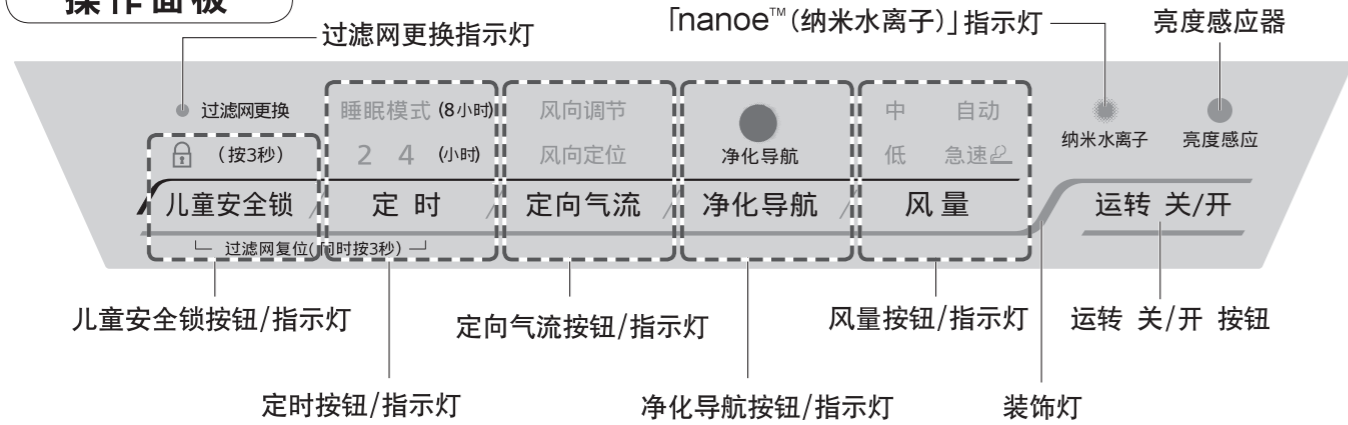 操作面板
过滤网更换指示灯
「nanoe™(纳米水离子)」指示灯
亮度感应器
过滤网更换
睡眠模式 (8小时)
风向调节
中 自动
(按3秒)
2 4 (小时)
风向定位
净化导航
低 急速
纳米水离子
亮度感应
儿童安全锁
定 时
定向气流
净化导航
风 量
运转 关/开
过滤网复位(同时按3秒)
儿童安全锁按钮/指示灯
定向气流按钮/指示灯
风量按钮/指示灯
运转 关/开 按钮
定时按钮/指示灯
净化导航按钮/指示灯
装饰灯